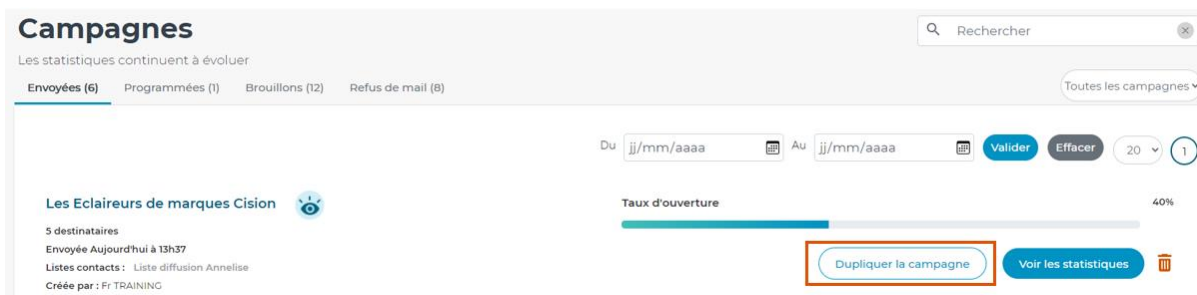 Campagnes
Rechercher
Les statistiques continuent à évoluer
Envoyées (6) Programmées (1) Brouillons (12) Refus de mail (8)
Toutes les campagnes
Du jj/mm/aaaa Au jj/mm/aaaa Valider Effacer 20 1
Les Eclaireurs de marques Cision
Taux d'ouverture 40%
5 destinataires
Envoyée Aujourd'hui à 13h37
Listes contacts : Liste diffusion Annelise
Dupliquer la campagne Voir les statistiques
Créée par : Fr TRAINING